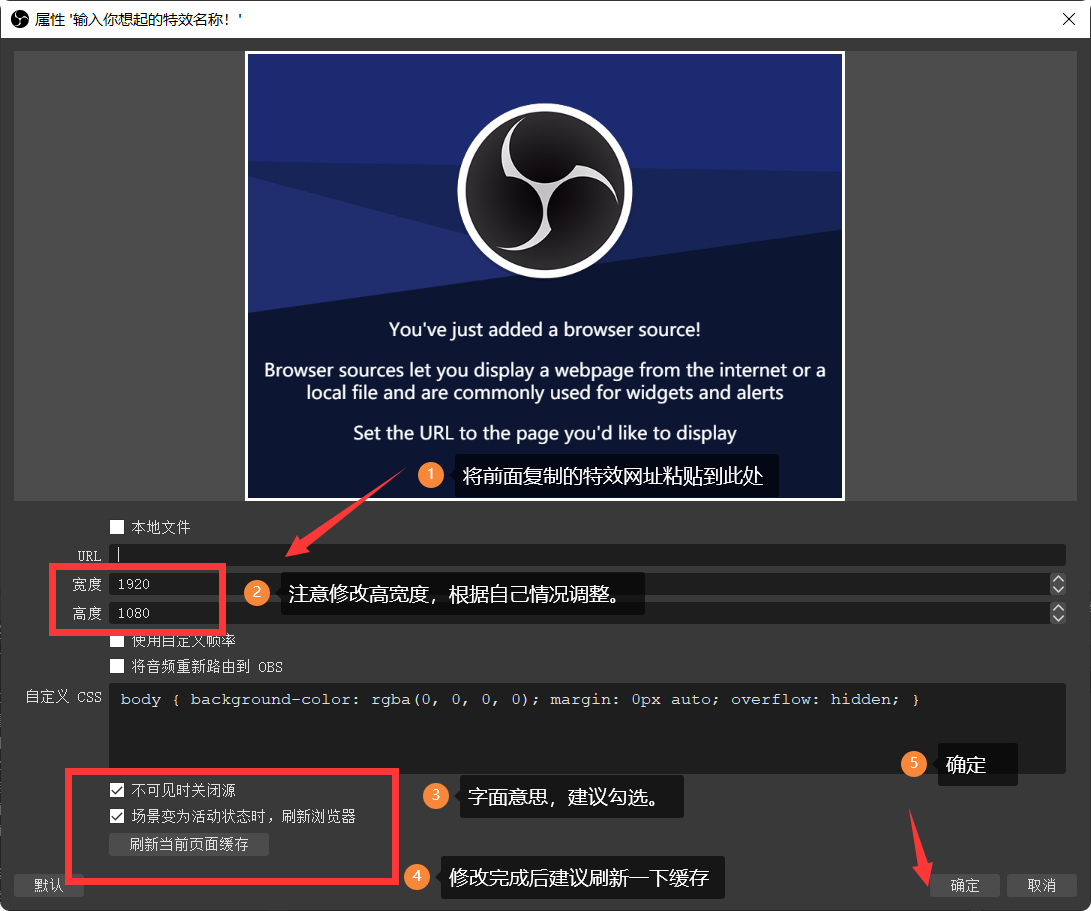 属性 '输入你想起的特效名称！'
You've just added a browser source!
Browser sources let you display a webpage from the internet or a
local file and are commonly used for widgets and alerts
Set the URL to the page you'd like to display
1 将前面复制的特效网址粘贴到此处
本地文件
URL
宽度 1920
2 注意修改高宽度，根据自己情况调整。
高度 1080
使用自定义帧率
将音频重新路由到 OBS
自定义 CSS body { background-color: rgba(0, 0, 0, 0); margin: 0px auto; overflow: hidden; }
5 确定
不可见时关闭源
3 字面意思，建议勾选。
场景变为活动状态时，刷新浏览器
刷新当前页面缓存
4 修改完成后建议刷新一下缓存
默认 确定 取消